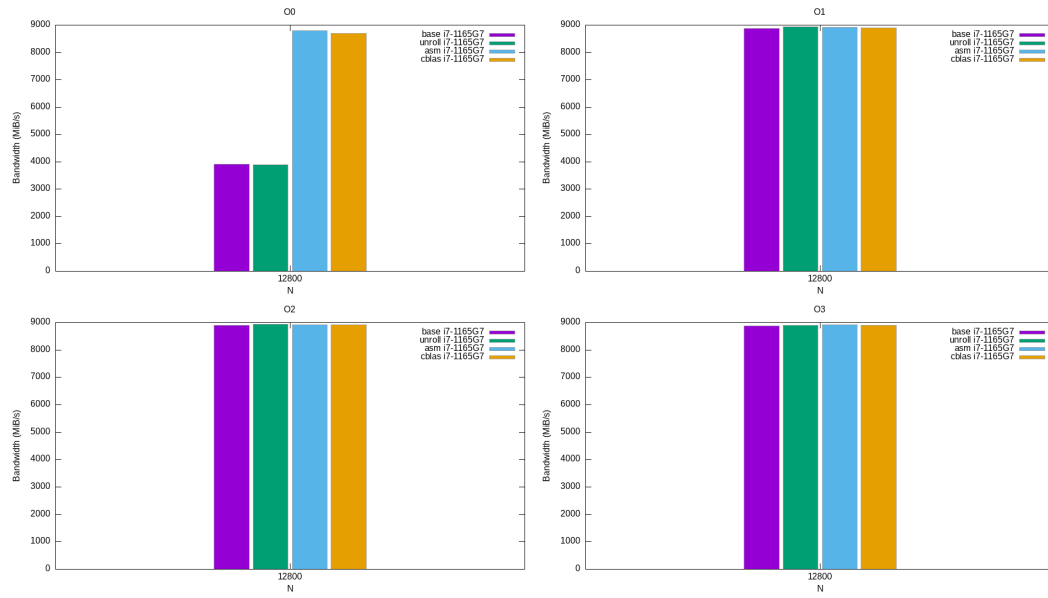 O0
9000
8000
7000
6000
5000
4000
3000
2000
1000
0
Bandwidth (MiB/s)
base i7-1165G7
unroll i7-1165G7
asm i7-1165G7
cblas i7-1165G7
12800
N
O1
9000
8000
7000
6000
5000
4000
3000
2000
1000
0
Bandwidth (MiB/s)
base i7-1165G7
unroll i7-1165G7
asm i7-1165G7
cblas i7-1165G7
12800
N
O2
9000
8000
7000
6000
5000
4000
3000
2000
1000
0
Bandwidth (MiB/s)
base i7-1165G7
unroll i7-1165G7
asm i7-1165G7
cblas i7-1165G7
12800
N
O3
9000
8000
7000
6000
5000
4000
3000
2000
1000
0
Bandwidth (MiB/s)
base i7-1165G7
unroll i7-1165G7
asm i7-1165G7
cblas i7-1165G7
12800
N